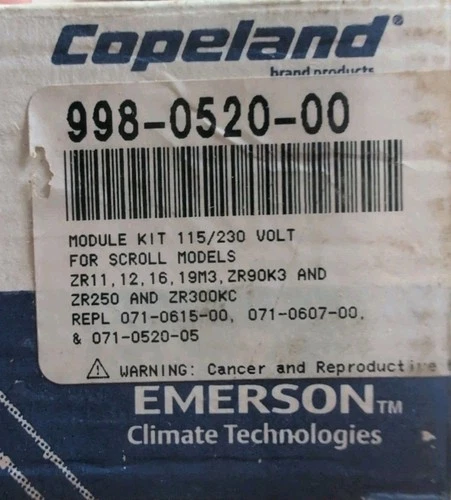 Copeland®
brand products
998-0520-00
MODULE KIT 115/230 VOLT
FOR SCROLL MODELS
ZR11,12,16,19M3,ZR90K3 AND
ZR250 AND ZR300KC
REPL 071-0615-00, 071-0607-00,
& 071-0520-05
⚠ WARNING: Cancer and Reproductive
EMERSON™
Climate Technologies